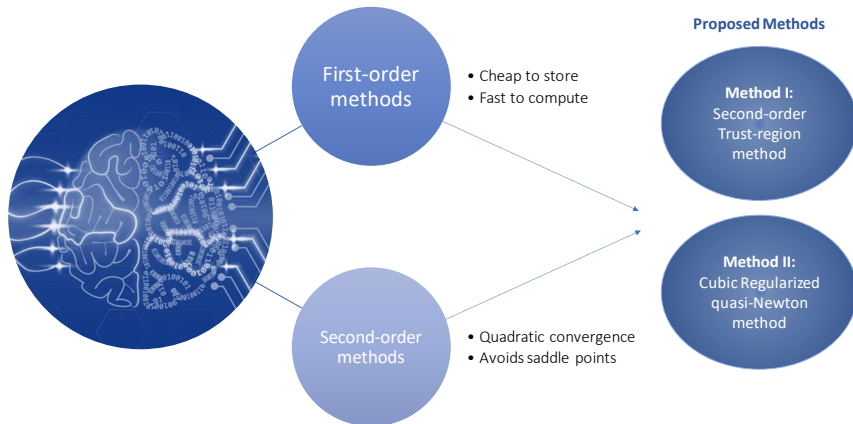 Proposed Methods
First-order
methods
• Cheap to store
• Fast to compute
Method I:
Second-order
Trust-region
method
Second-order
methods
• Quadratic convergence
• Avoids saddle points
Method II:
Cubic Regularized
quasi-Newton
method